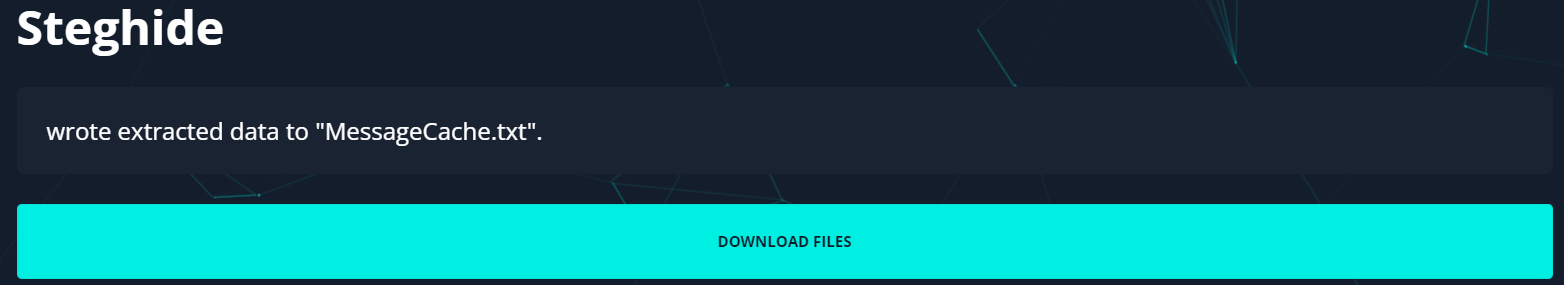 Steghide
wrote extracted data to "MessageCache.txt".
DOWNLOAD FILES